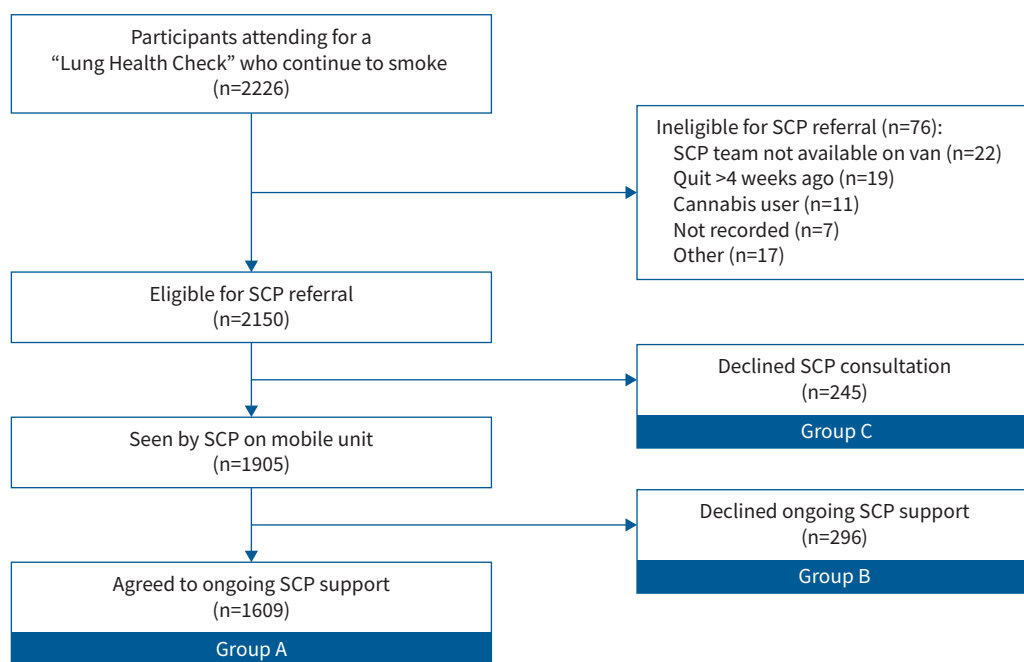 Participants attending for a
“Lung Health Check” who continue to smoke
(n=2226)
Ineligible for SCP referral (n=76):
SCP team not available on van (n=22)
Quit >4 weeks ago (n=19)
Cannabis user (n=11)
Not recorded (n=7)
Other (n=17)
Eligible for SCP referral
(n=2150)
Declined SCP consultation
(n=245)
Group C
Seen by SCP on mobile unit
(n=1905)
Declined ongoing SCP support
(n=296)
Group B
Agreed to ongoing SCP support
(n=1609)
Group A